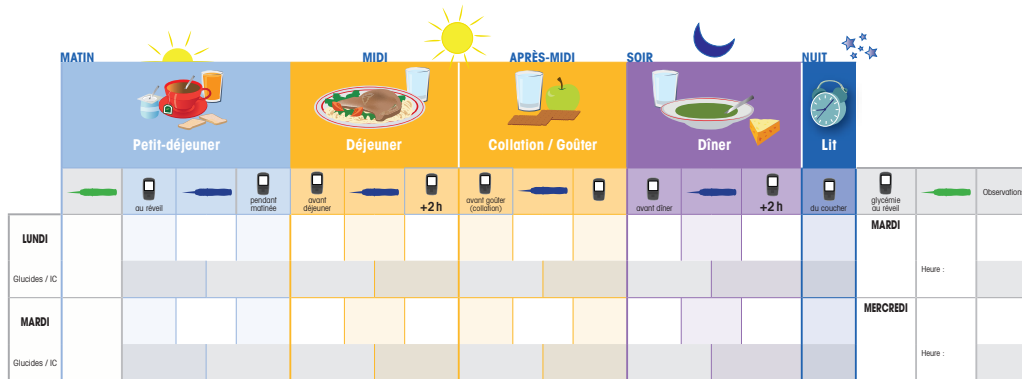 MATIN
MIDI
APRÈS-MIDI
SOIR
NUIT
Petit-déjeuner
Déjeuner
Collation / Goûter
Dîner
Lit
au réveil
pendant
matinée
avant
déjeuner
+2 h
avant goûter
(collation)
avant dîner
+2 h
du coucher
glycémie
au réveil
Observations
LUNDI
MARDI
Glucides / IC
Heure :
MARDI
MERCREDI
Glucides / IC
Heure :